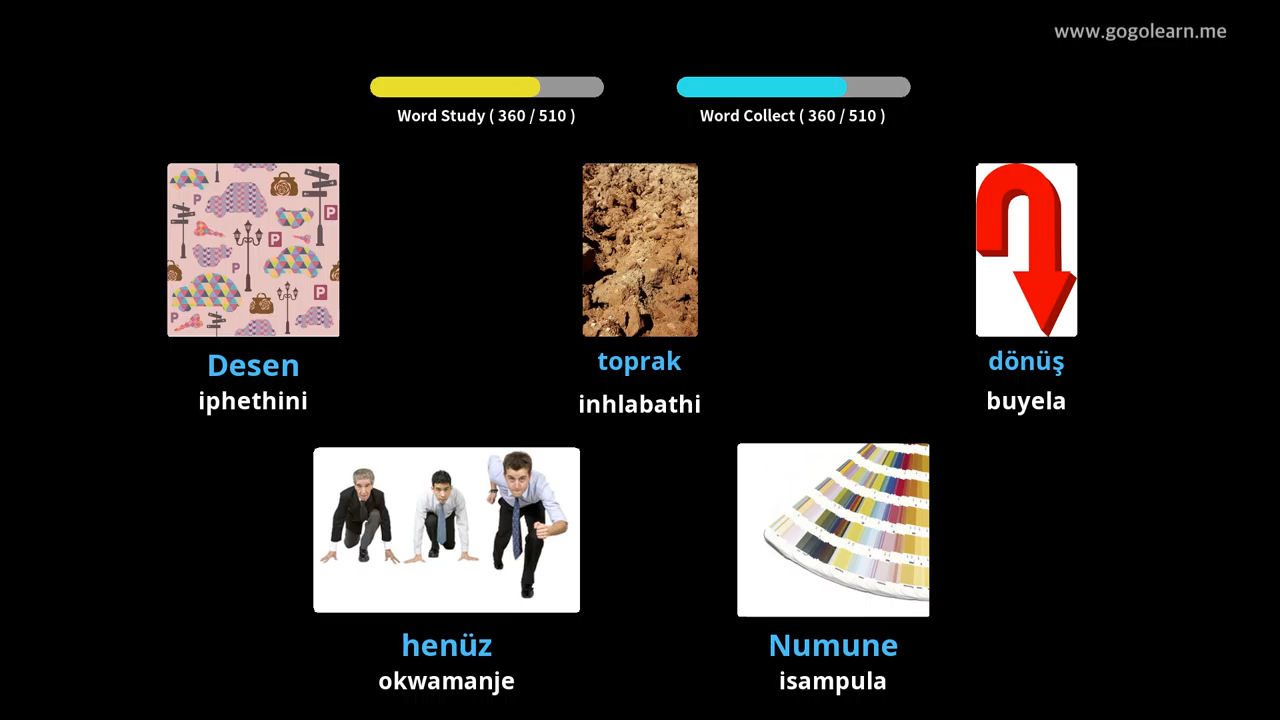 www.gogolearn.me
Word Study ( 360 / 510 )
Word Collect ( 360 / 510 )
P
P
P
P
P
P
Desen
iphethini
toprak
inhlabathi
dönüş
buyela
henüz
okwamanje
Numune
isampula